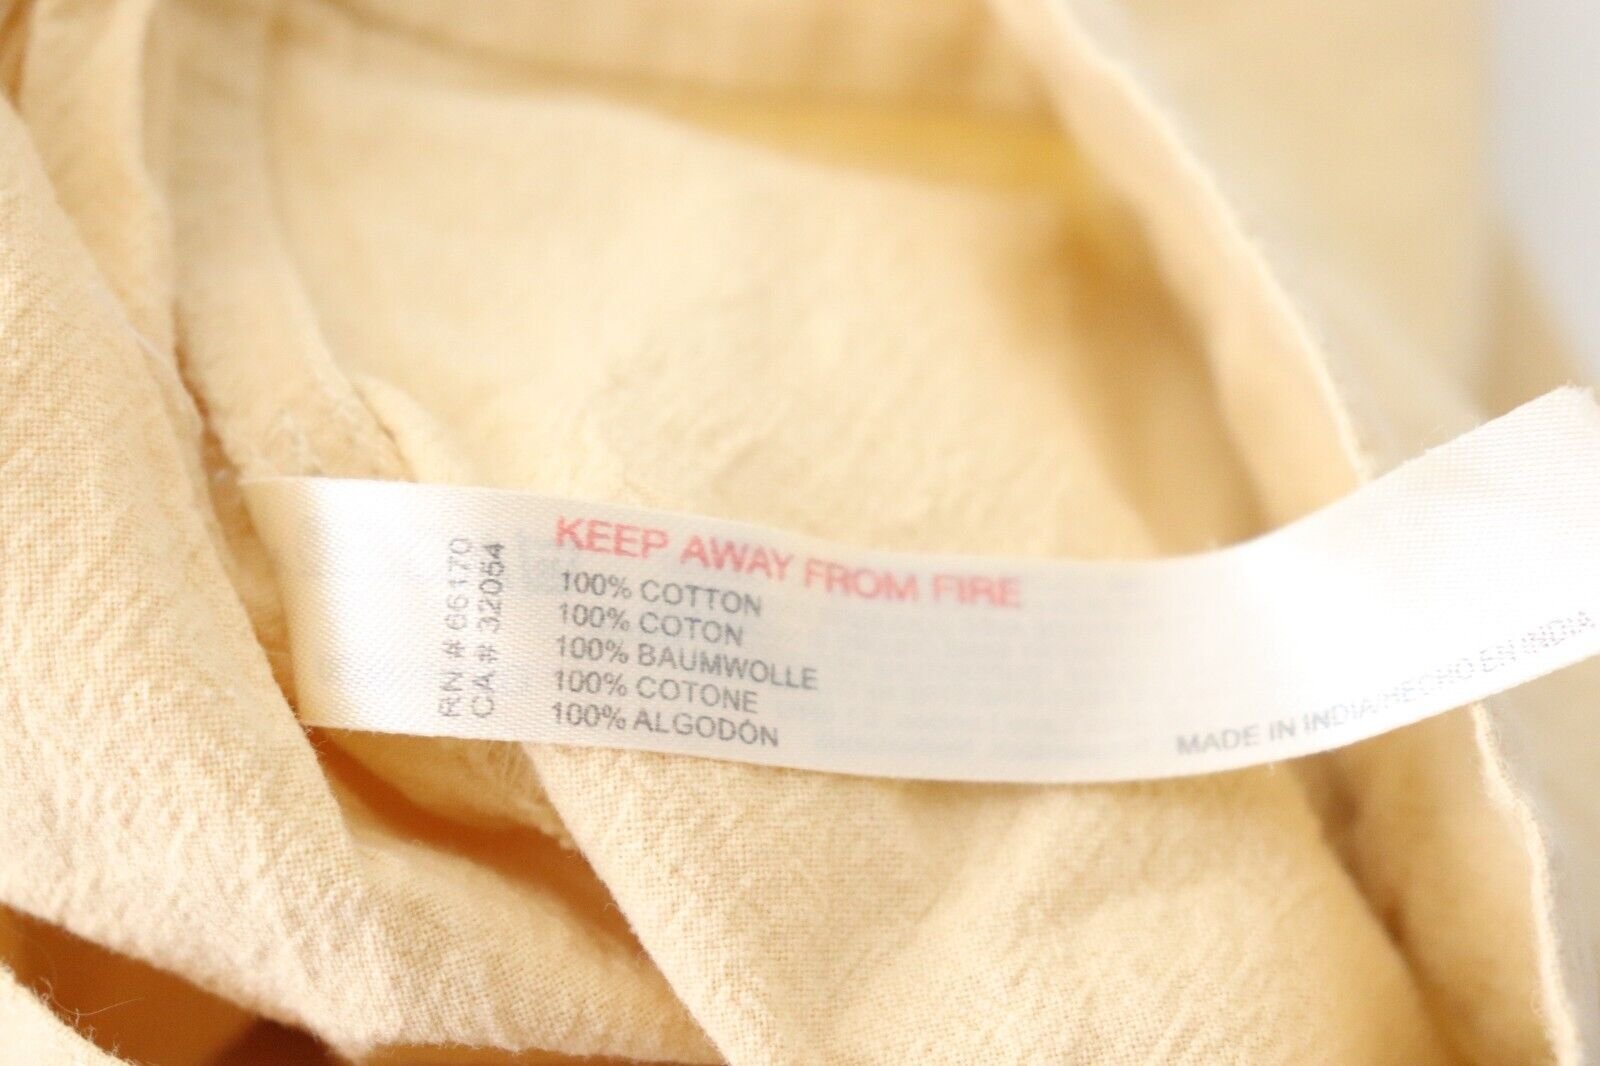 RN # 66170
CA # 32054
KEEP AWAY FROM FIRE
100% COTTON
100% COTON
100% BAUMWOLLE
100% COTONE
100% ALGODÓN
MADE IN INDIA/HECHO EN INDIA